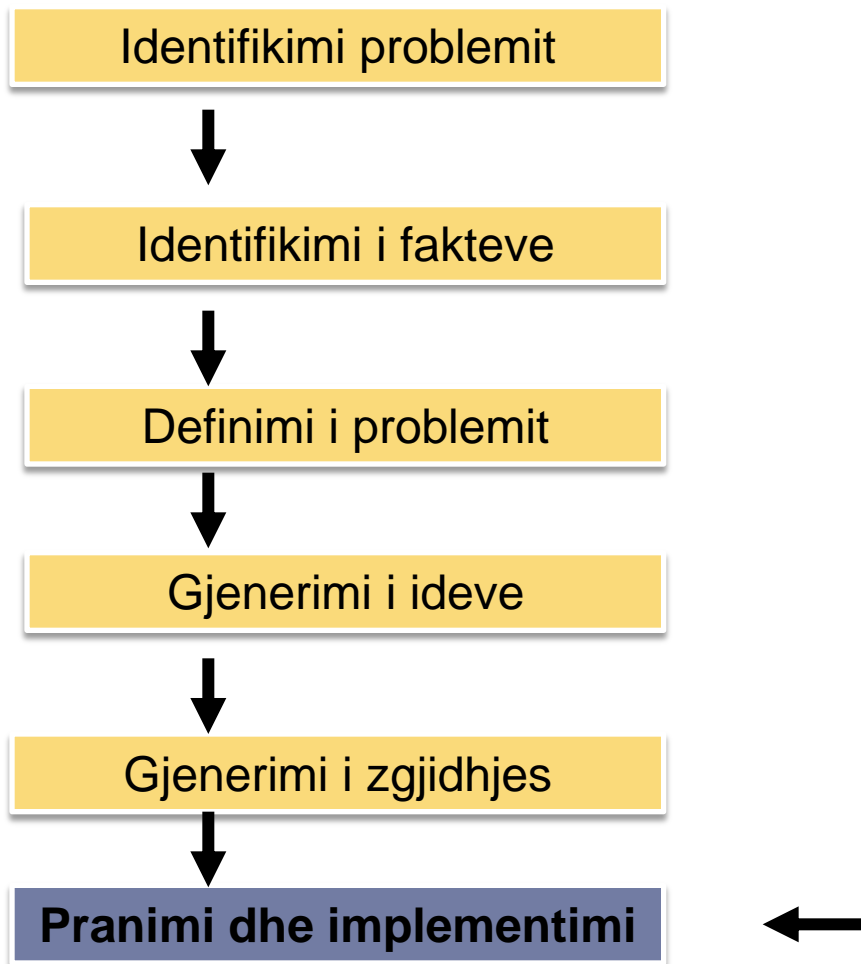 Identifikimi problemit
Identifikimi i fakteve
Definimi i problemit
Gjenerimi i ideve
Gjenerimi i zgjidhjes
Pranimi dhe implementimi